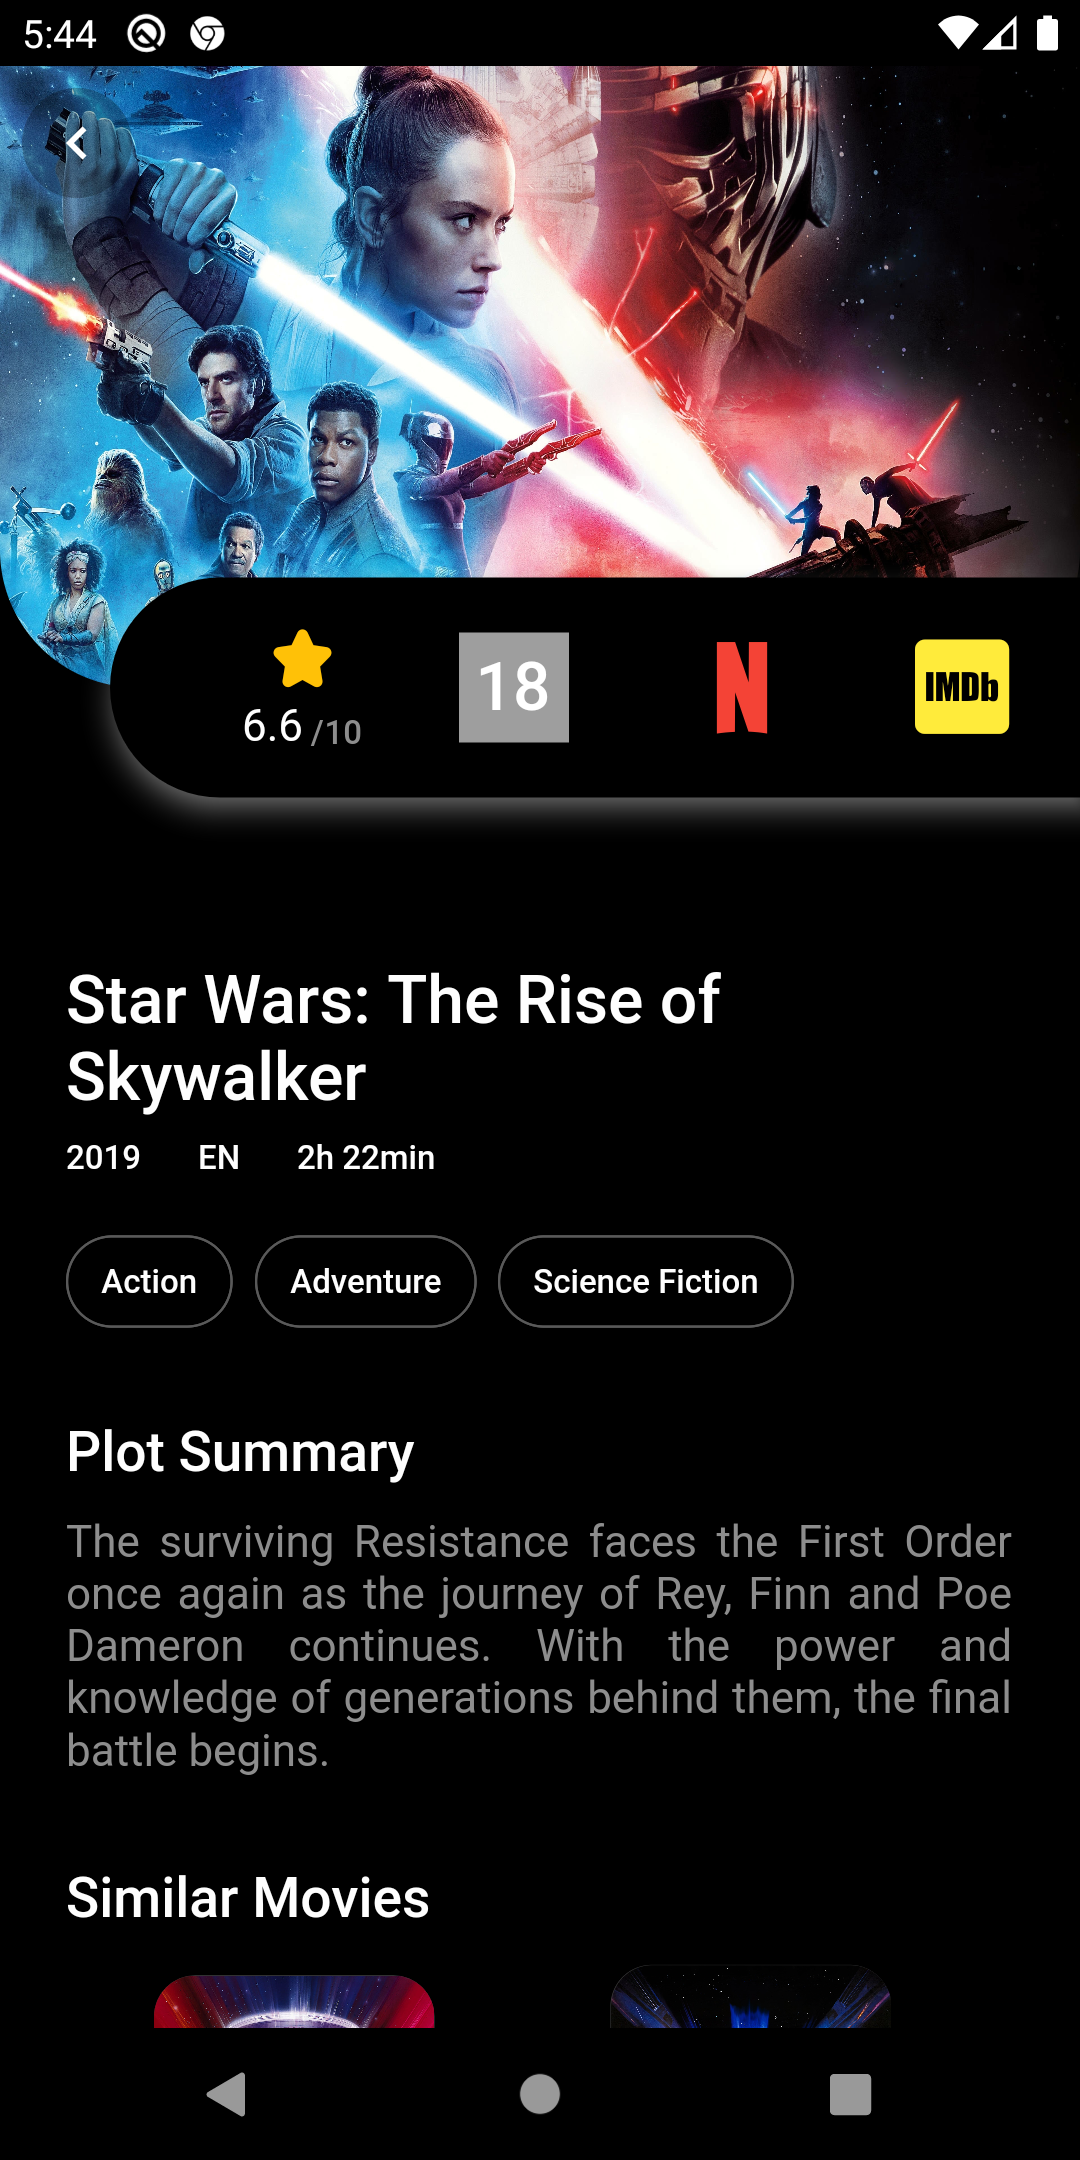 5:44
6.6 /10
18
N
IMDb
Star Wars: The Rise of
Skywalker
2019 EN 2h 22min
Action Adventure Science Fiction
Plot Summary
The surviving Resistance faces the First Order
once again as the journey of Rey, Finn and Poe
Dameron continues. With the power and
knowledge of generations behind them, the final
battle begins.
Similar Movies